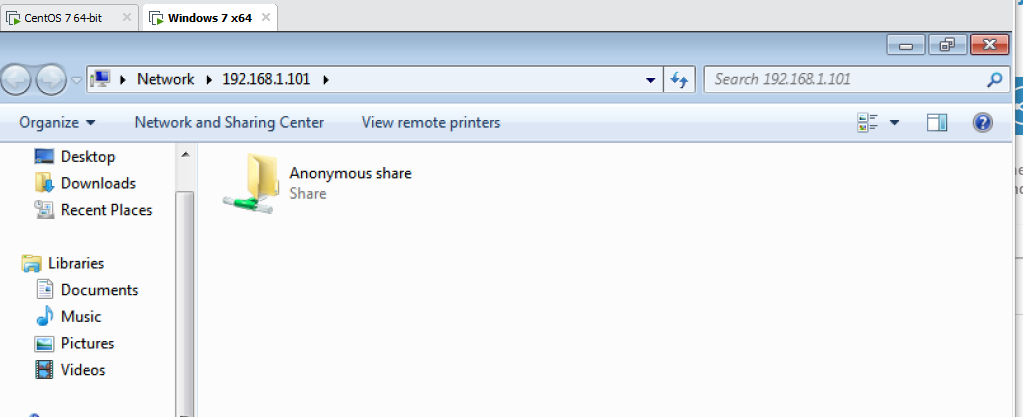 CentOS 7 64-bit
Windows 7 x64
Network 192.168.1.101
Search 192.168.1.101
Organize Network and Sharing Center View remote printers
Desktop
Downloads
Recent Places
Libraries
Documents
Music
Pictures
Videos
Anonymous share
Share